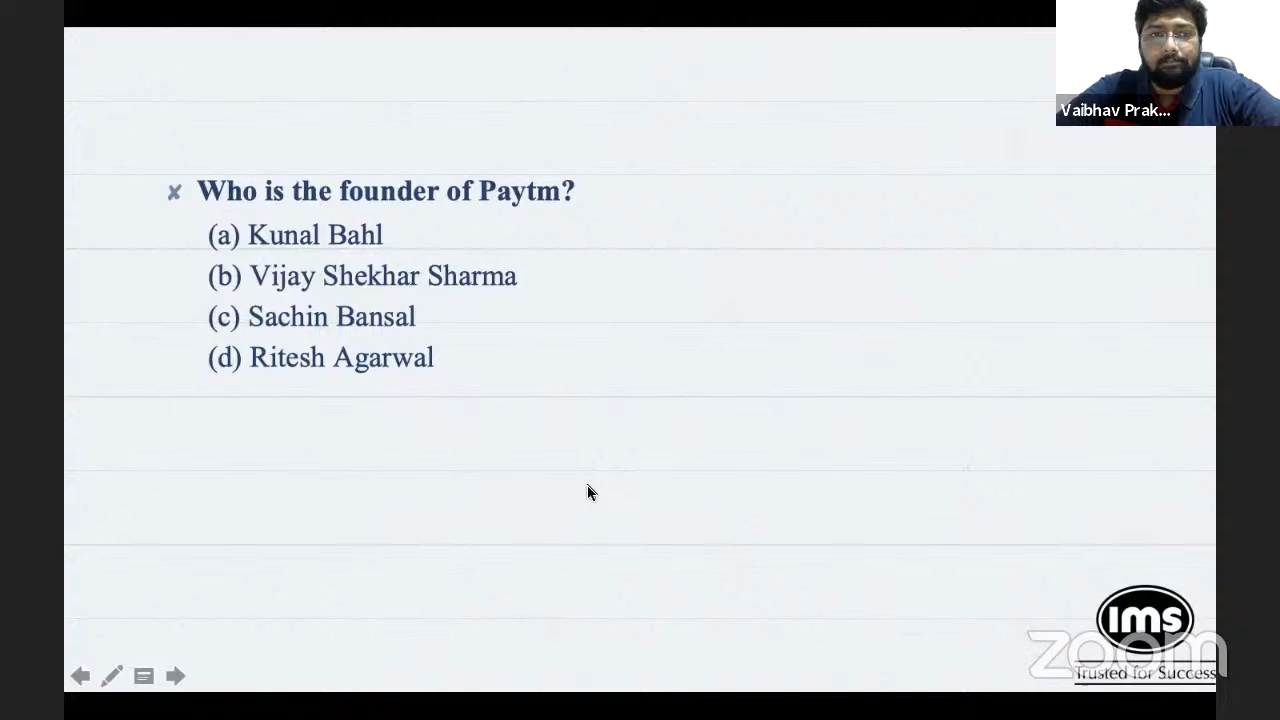 Vaibhav Prak...
Who is the founder of Paytm?
(a) Kunal Bahl
(b) Vijay Shekhar Sharma
(c) Sachin Bansal
(d) Ritesh Agarwal
ims
zoom
Trusted for Success